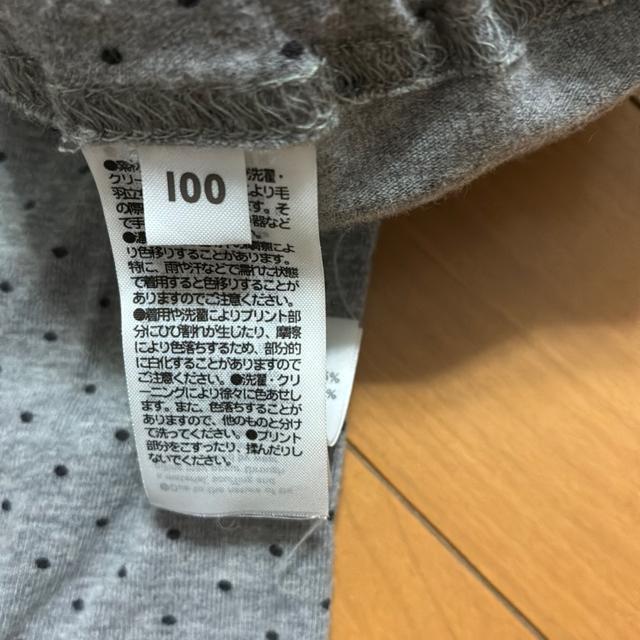 100
洗濯・
クリー
により毛
の際 す。そ
で手 器など
り色移りすることがあります。
特に、雨や汗などで濡れた状態
で着用すると色移りすることが
ありますのでご注意ください。
●着用や洗濯によりプリント部
分にひび割れが生じたり、摩擦
により色落ちするため、部分的
に白化することがありますので
ご注意ください。●洗濯・クリ
ーニングにより徐々に色あせし
ます。また、色落ちすることが
ありますので、他のものと分け
て洗ってください。●プリント
部分をこすったり、揉んだりし
ないでください。
%
%